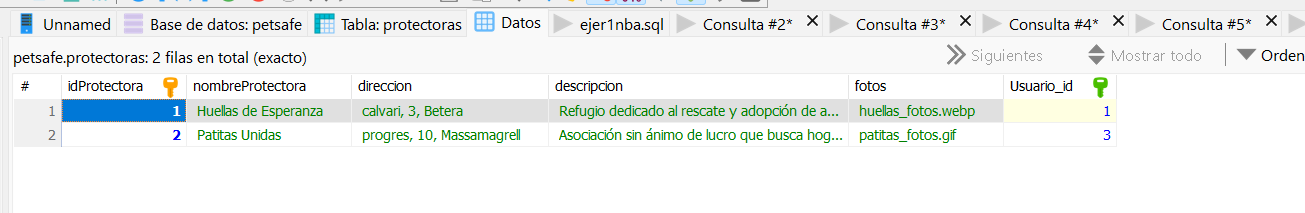 Unnamed Base de datos: petsafe Tabla: protectoras Datos ejer1nba.sql Consulta #2* Consulta #3* Consulta #4* Consulta #5*
petsafe.protectoras: 2 filas en total (exacto) Siguientes Mostrar todo Orden
# idProtectora nombreProtectora direccion descripcion fotos Usuario_id
1 1 Huellas de Esperanza calvari, 3, Betera Refugio dedicado al rescate y adopción de a... huellas_fotos.webp 1
2 2 Patitas Unidas progres, 10, Massamagrell Asociación sin ánimo de lucro que busca hog... patitas_fotos.gif 3